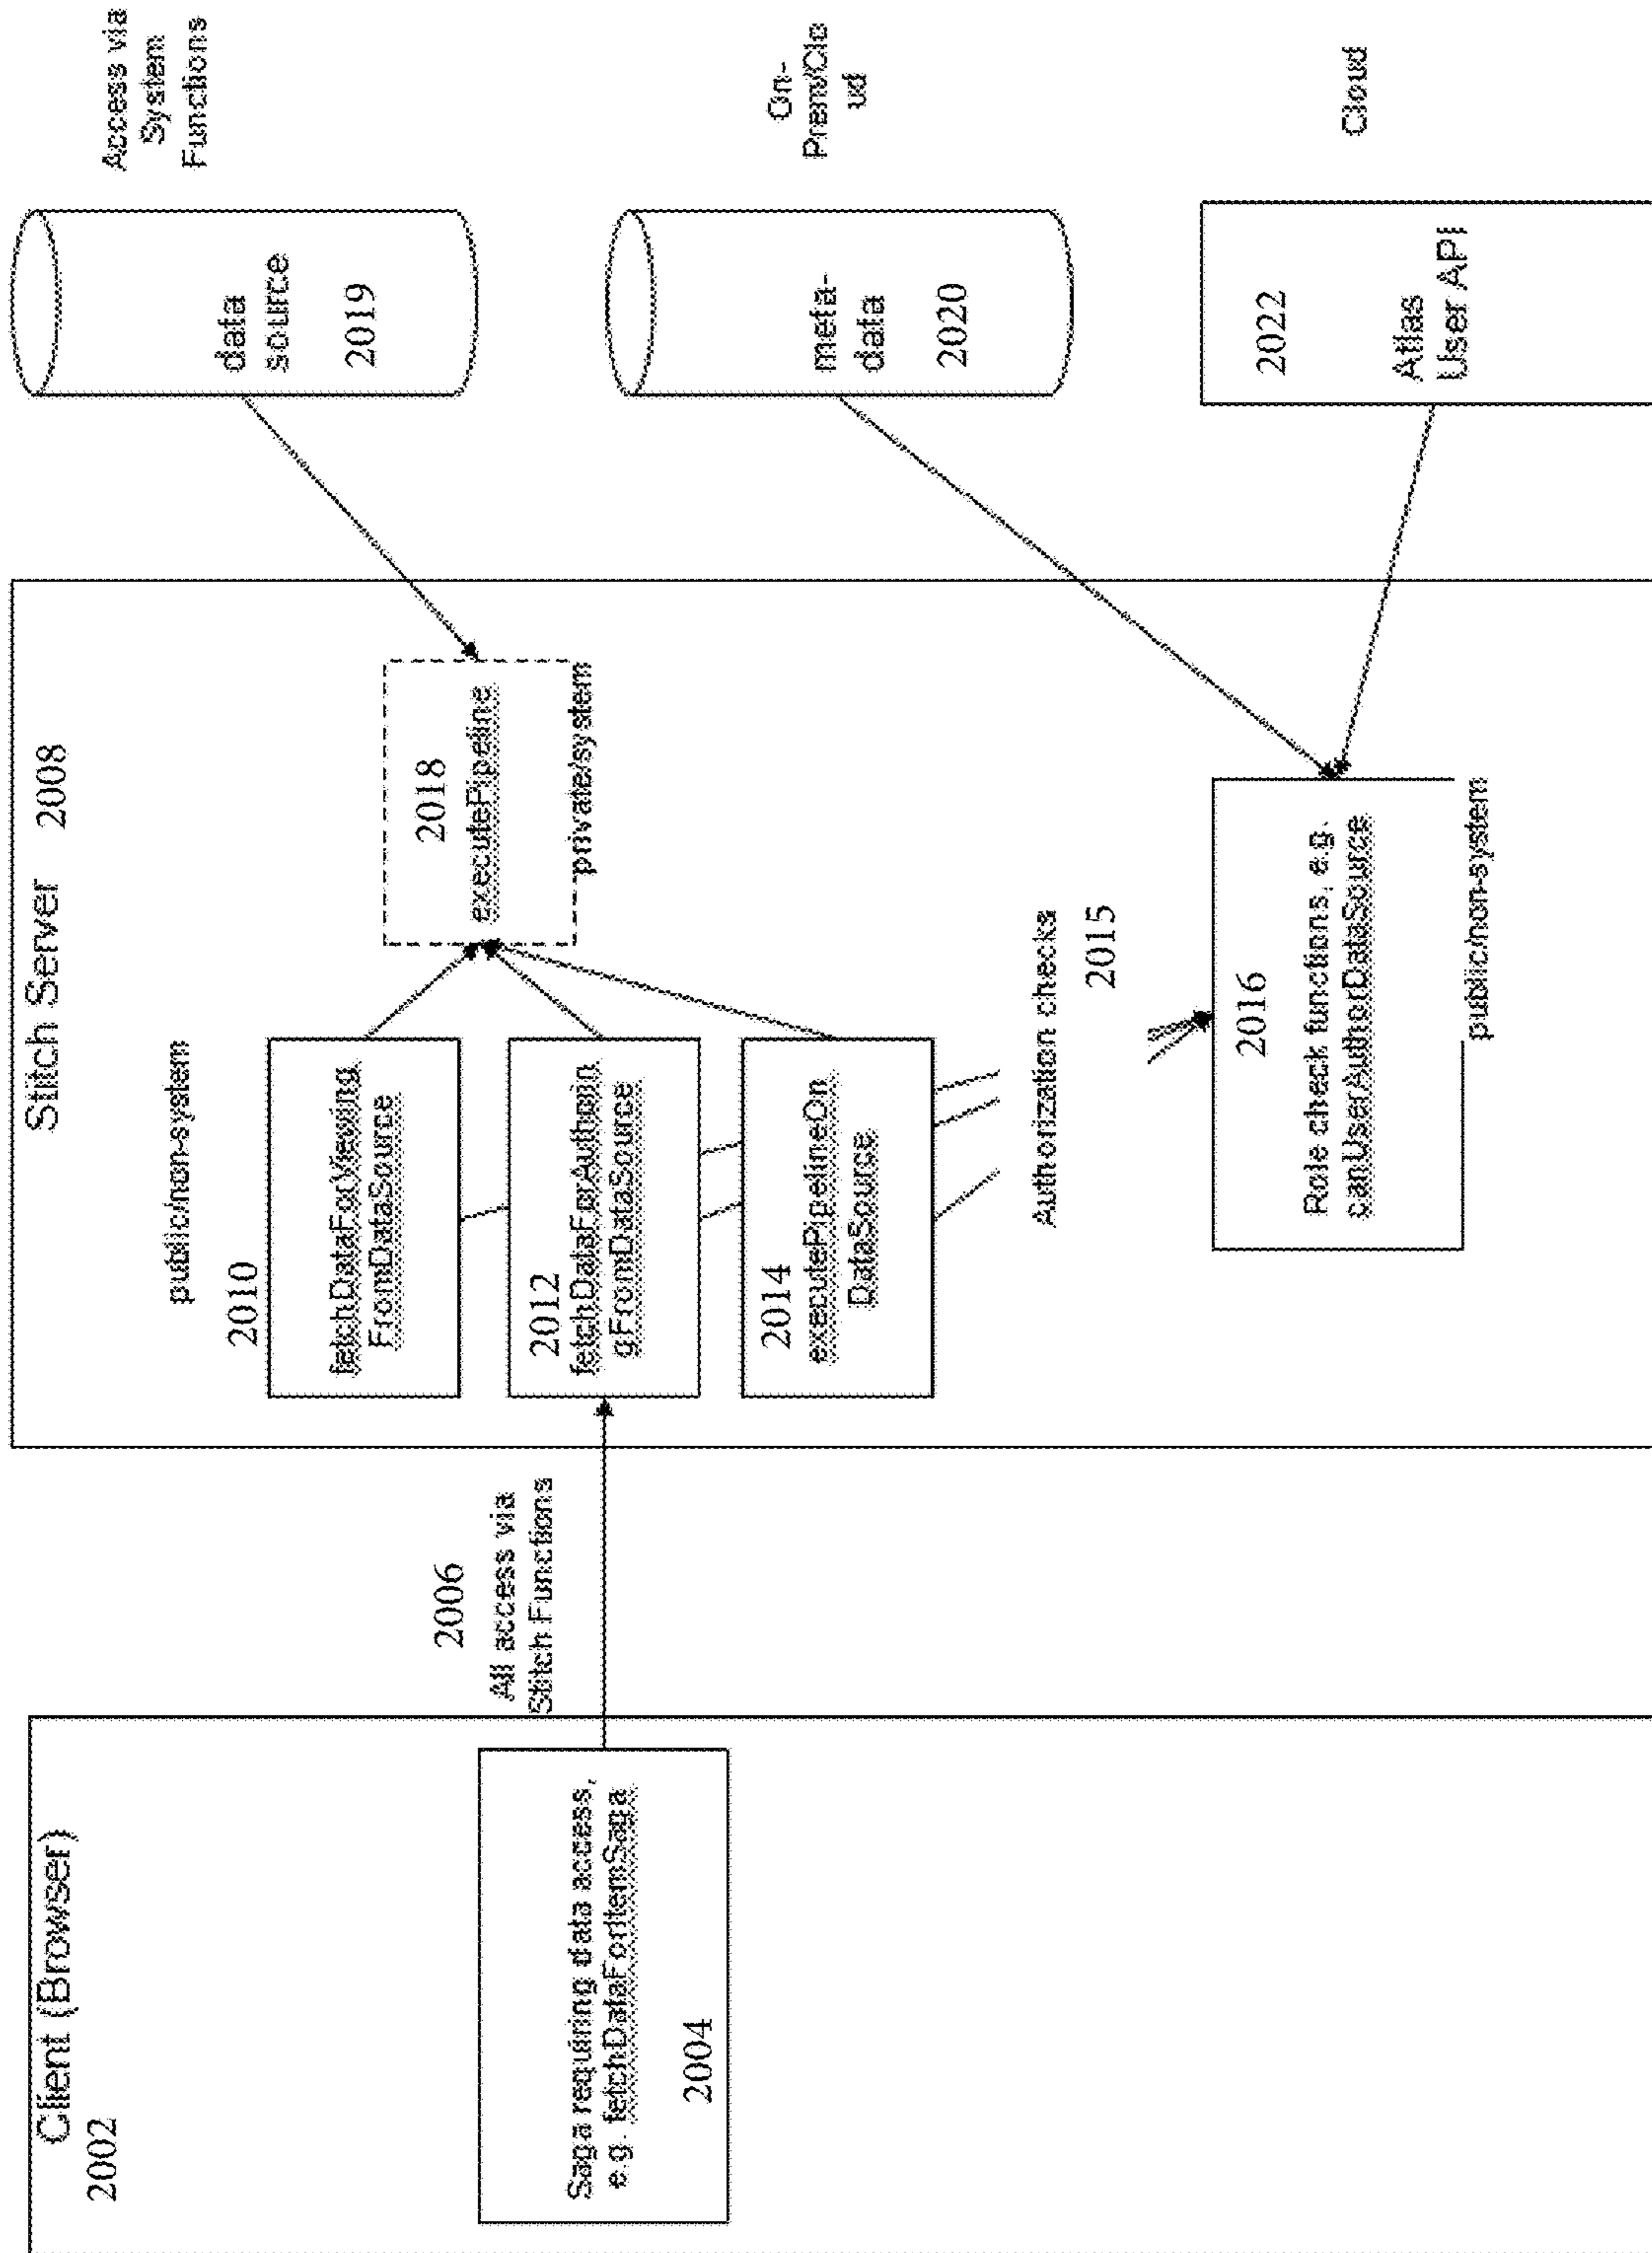 Client (Browser)
2002
Saga requiring data access,
e.g. fetchDataForItemSaga
2004
2006
All access via
Stitch Functions
Stitch Server 2008
public/non-system
2010
fetchDataForViewing
FromDataSource
2012
fetchDataForAuthorin
gFromDataSource
2014
executePipelineOn
DataSource
2018
executePipeline
private/system
Authorization checks
2015
2016
Role check functions, e.g.
canUserAuthorDataSource
public/non-system
Access via
System
Functions
data
source
2019
On-
Prem/Clo
ud
meta-
data
2020
Cloud
2022
Atlas
User API